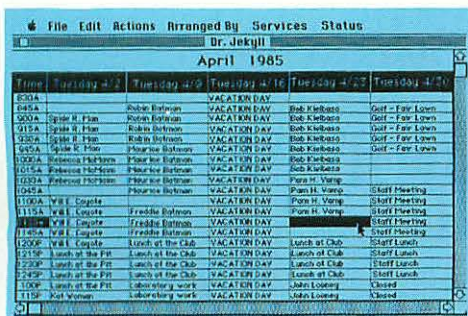 File Edit Actions Arranged By Services Status
Dr. Jekyll
April 1985
Time Tuesday 4/2 Tuesday 4/9 Tuesday 4/16 Tuesday 4/23 Tuesday 4/30
830A VACATION DAY
845A Robin Batman VACATION DAY Bob Kielbasa Golf - Fair Lawn
900A Spide R. Man Robin Batman VACATION DAY Bob Kielbasa Golf - Fair Lawn
915A Spide R. Man Robin Batman VACATION DAY Bob Kielbasa Golf - Fair Lawn
930A Spide R. Man Robin Batman VACATION DAY Bob Kielbasa Golf - Fair Lawn
945A Spide R. Man Maurice Batman VACATION DAY Bob Kielbasa Golf - Fair Lawn
1000A Rebecca Maurice Batman VACATION DAY Bob Kielbasa
1015A Rebecca Maurice Batman VACATION DAY Bob Kielbasa
1030A Rebecca Maurice Batman VACATION DAY Pam H. Vamp
1045A Maurice Batman VACATION DAY Pam H. Vamp Staff Meeting
1100A Will E. Coyote VACATION DAY Pam H. Vamp Staff Meeting
1115A Will E. Coyote Freddie Batman VACATION DAY Pam H. Vamp Staff Meeting
Will E. Coyote Freddie Batman VACATION DAY Staff Meeting
Will E. Coyote Freddie Batman VACATION DAY Staff Meeting
1200P Will E. Coyote Lunch at the Club VACATION DAY Lunch at Club Staff Lunch
1215P Lunch at the Pit Lunch at the Club VACATION DAY Lunch at Club Staff Lunch
1230P Lunch at the Pit Lunch at the Club VACATION DAY Lunch at Club Staff Lunch
1245P Lunch at the Pit Lunch at the Club VACATION DAY Lunch at Club Staff Lunch
100P Lunch at the Pit Laboratory work VACATION DAY John Looney Closed
115P Kat Woman Laboratory work VACATION DAY John Looney Closed